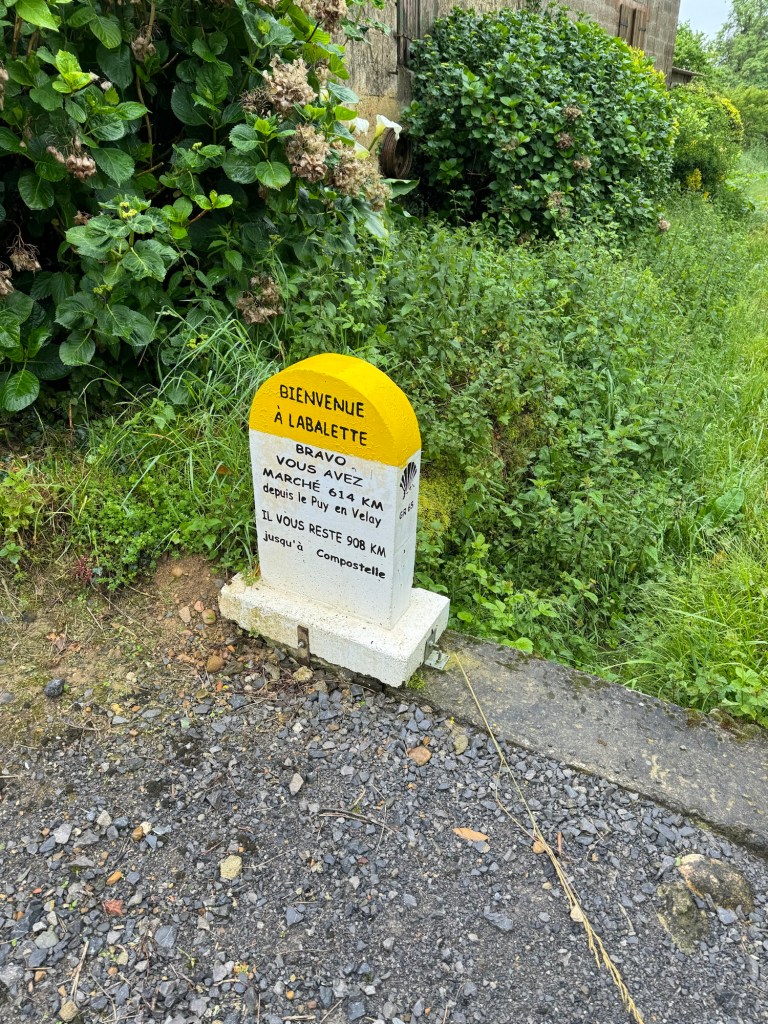 BIENVENUE
À LABALETTE
BRAVO
VOUS AVEZ
MARCHÉ 614 KM
depuis le Puy en Velay
IL VOUS RESTE 908 KM
jusqu'à Compostelle
GR 65